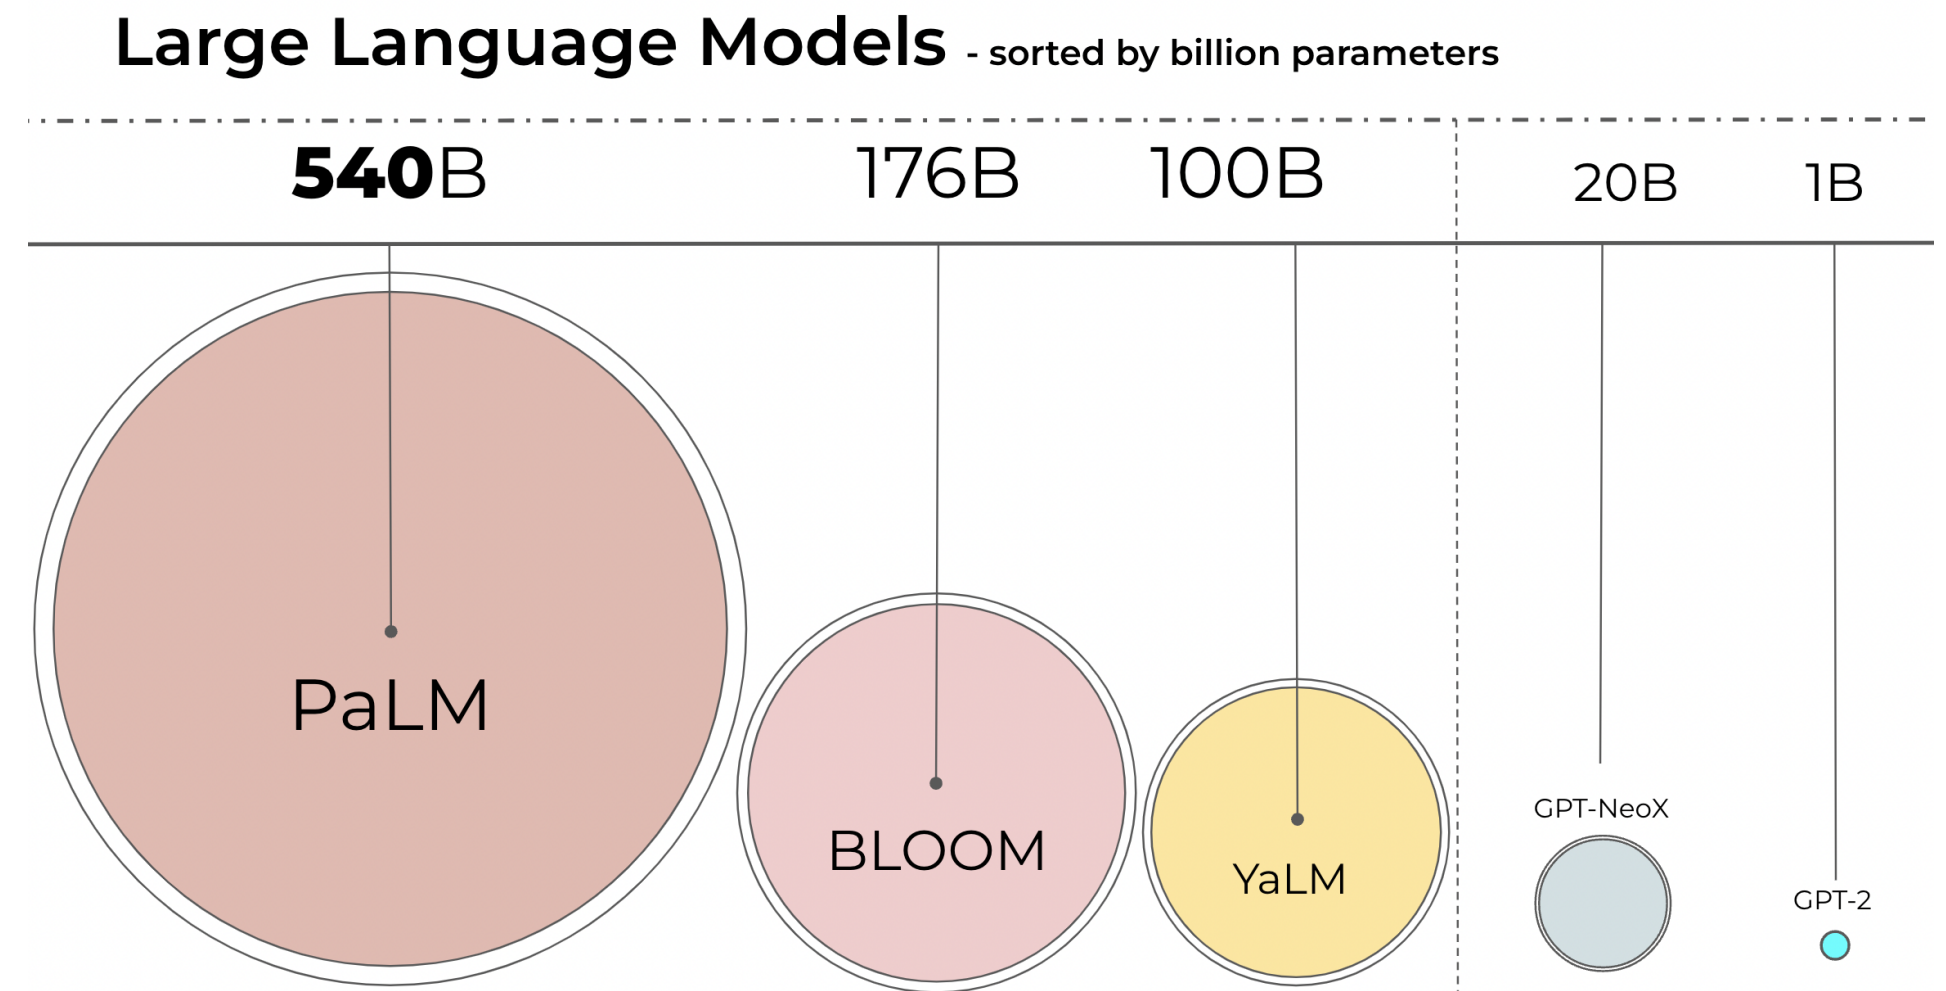 Large Language Models - sorted by billion parameters
540B 176B 100B 20B 1B
PaLM
BLOOM
YaLM
GPT-NeoX
GPT-2